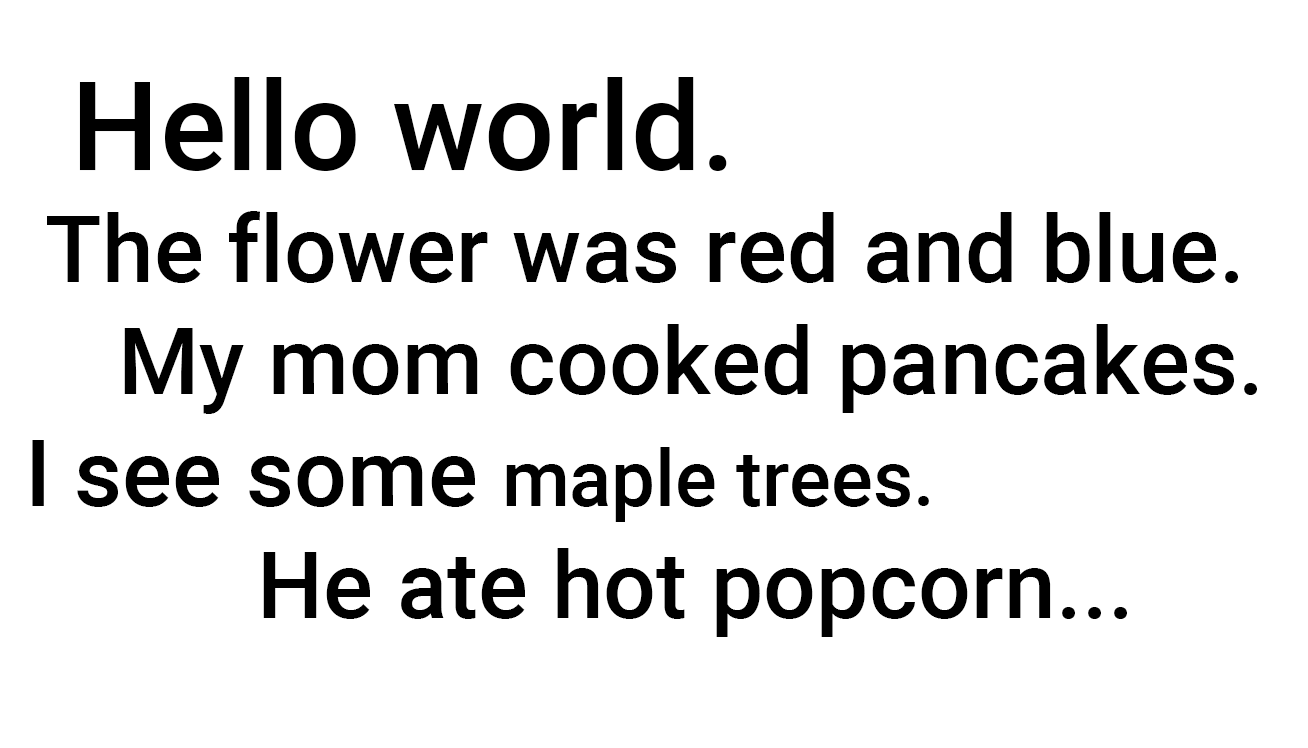 Hello world.
The flower was red and blue.
My mom cooked pancakes.
I see some maple trees.
He ate hot popcorn...